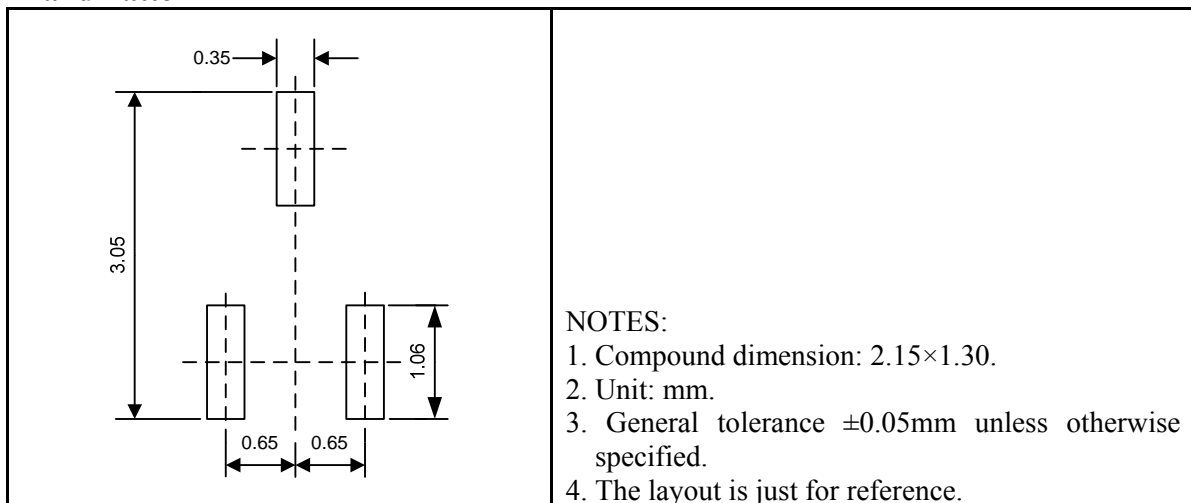 0.35
3.05
1.06
0.65
0.65
NOTES:
1. Compound dimension: 2.15×1.30.
2. Unit: mm.
3. General tolerance ±0.05mm unless otherwise
specified.
4. The layout is just for reference.